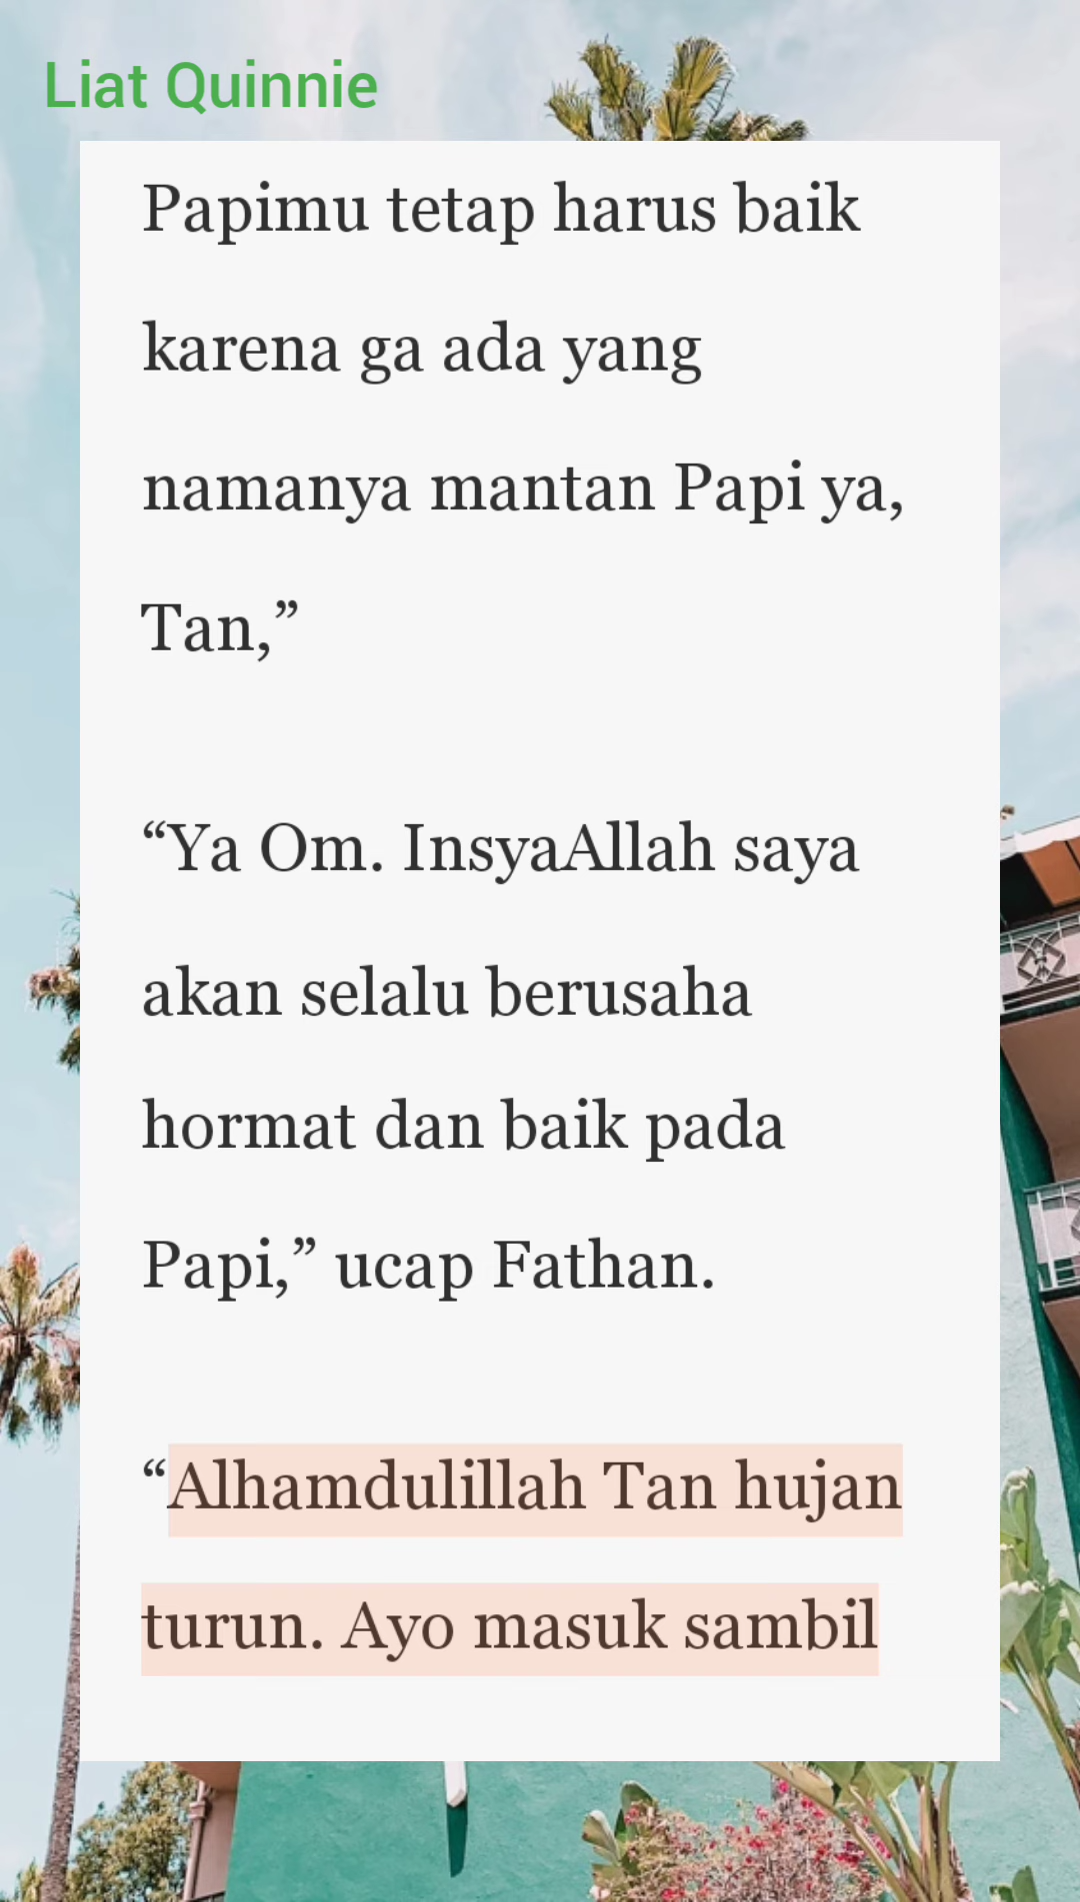 Liat Quinnie
Papimu tetap harus baik
karena ga ada yang
namanya mantan Papi ya,
Tan,”
“Ya Om. InsyaAllah saya
akan selalu berusaha
hormat dan baik pada
Papi,” ucap Fathan.
“Alhamdulillah Tan hujan
turun. Ayo masuk sambil